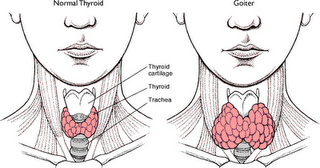 Normal Thyroid
Goiter
Thyroid
cartilage
Thyroid
Trachea